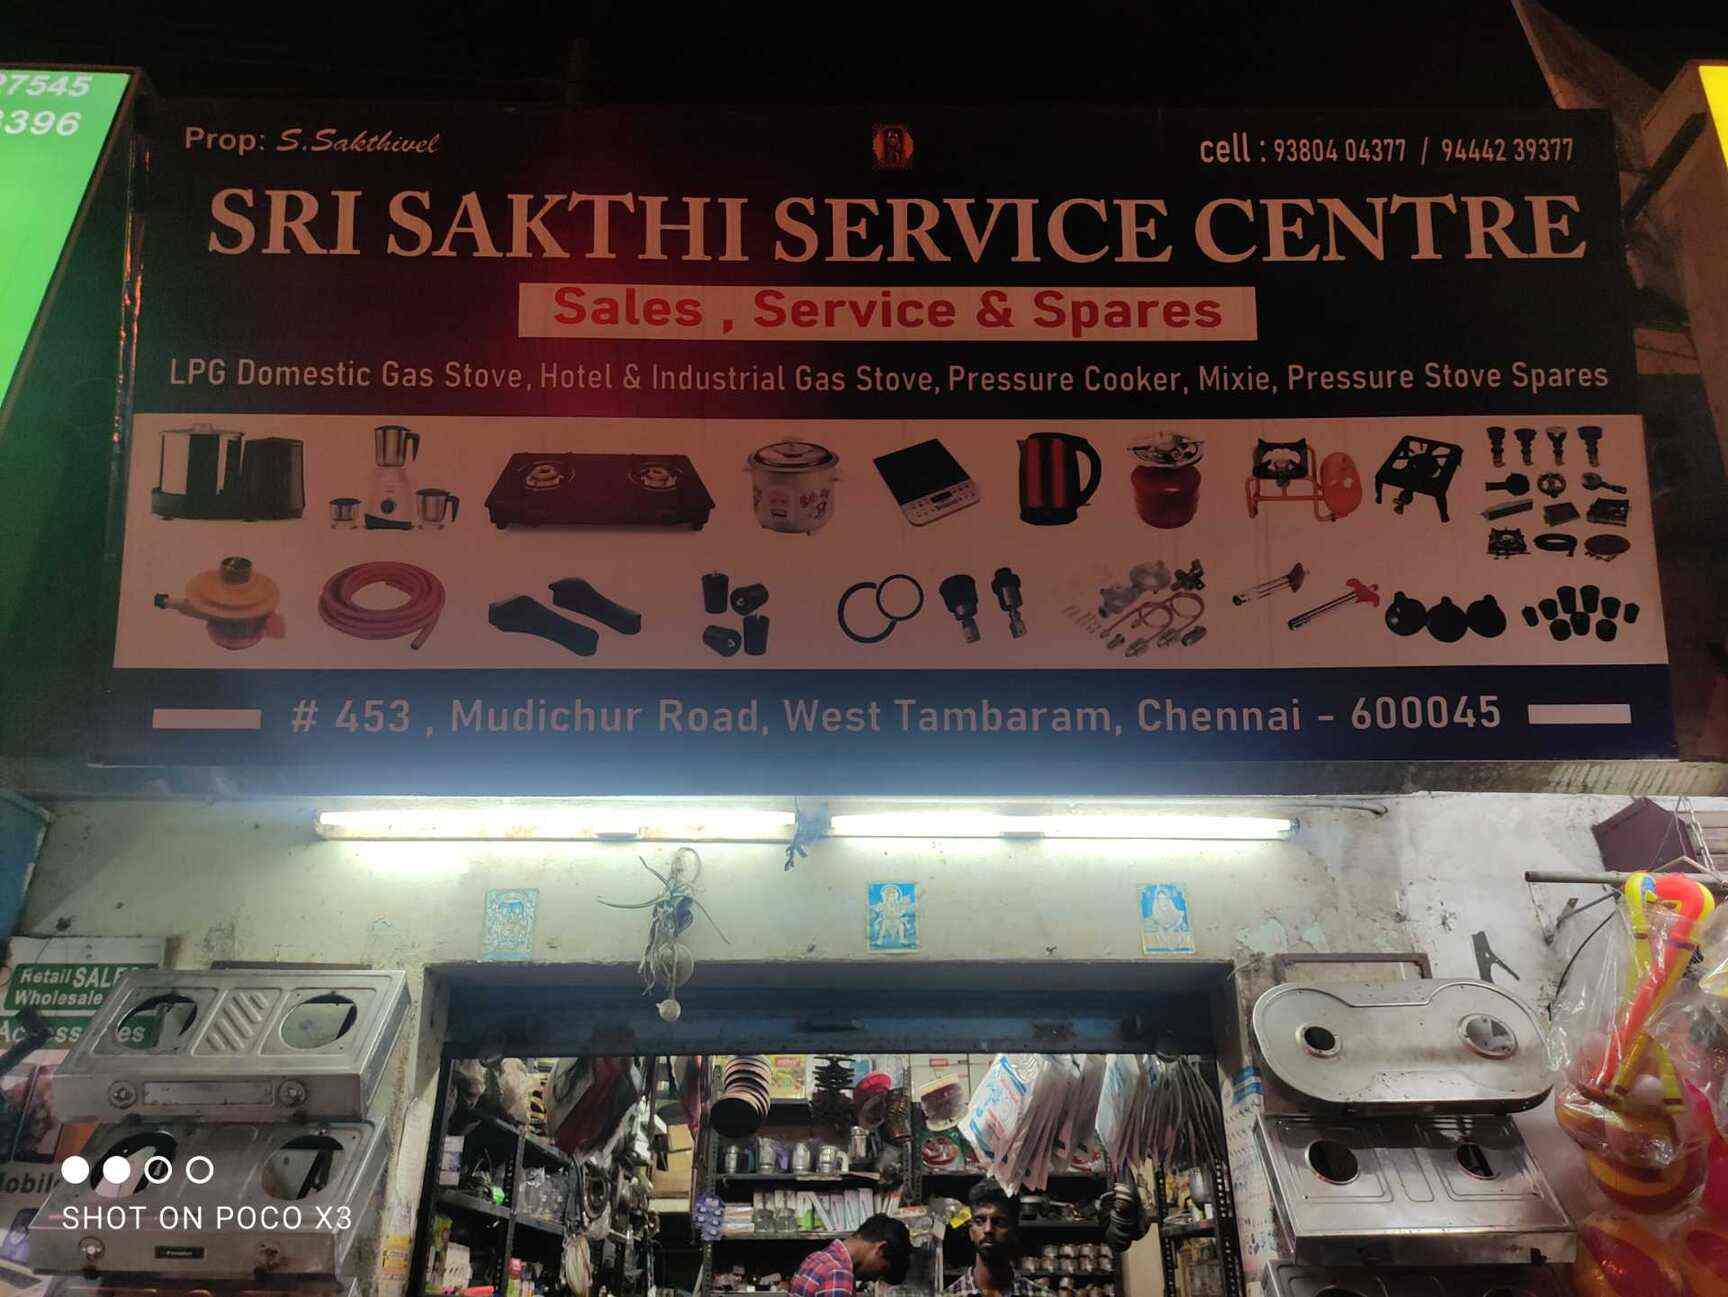 27545
3396
Prop: S.Sakthivel
cell : 93804 04377 / 94442 39377
SRI SAKTHI SERVICE CENTRE
Sales , Service & Spares
LPG Domestic Gas Stove, Hotel & Industrial Gas Stove, Pressure Cooker, Mixie, Pressure Stove Spares
# 453 , Mudichur Road, West Tambaram, Chennai - 600045
Retail SALE
Wholesale
SHOT ON POCO X3